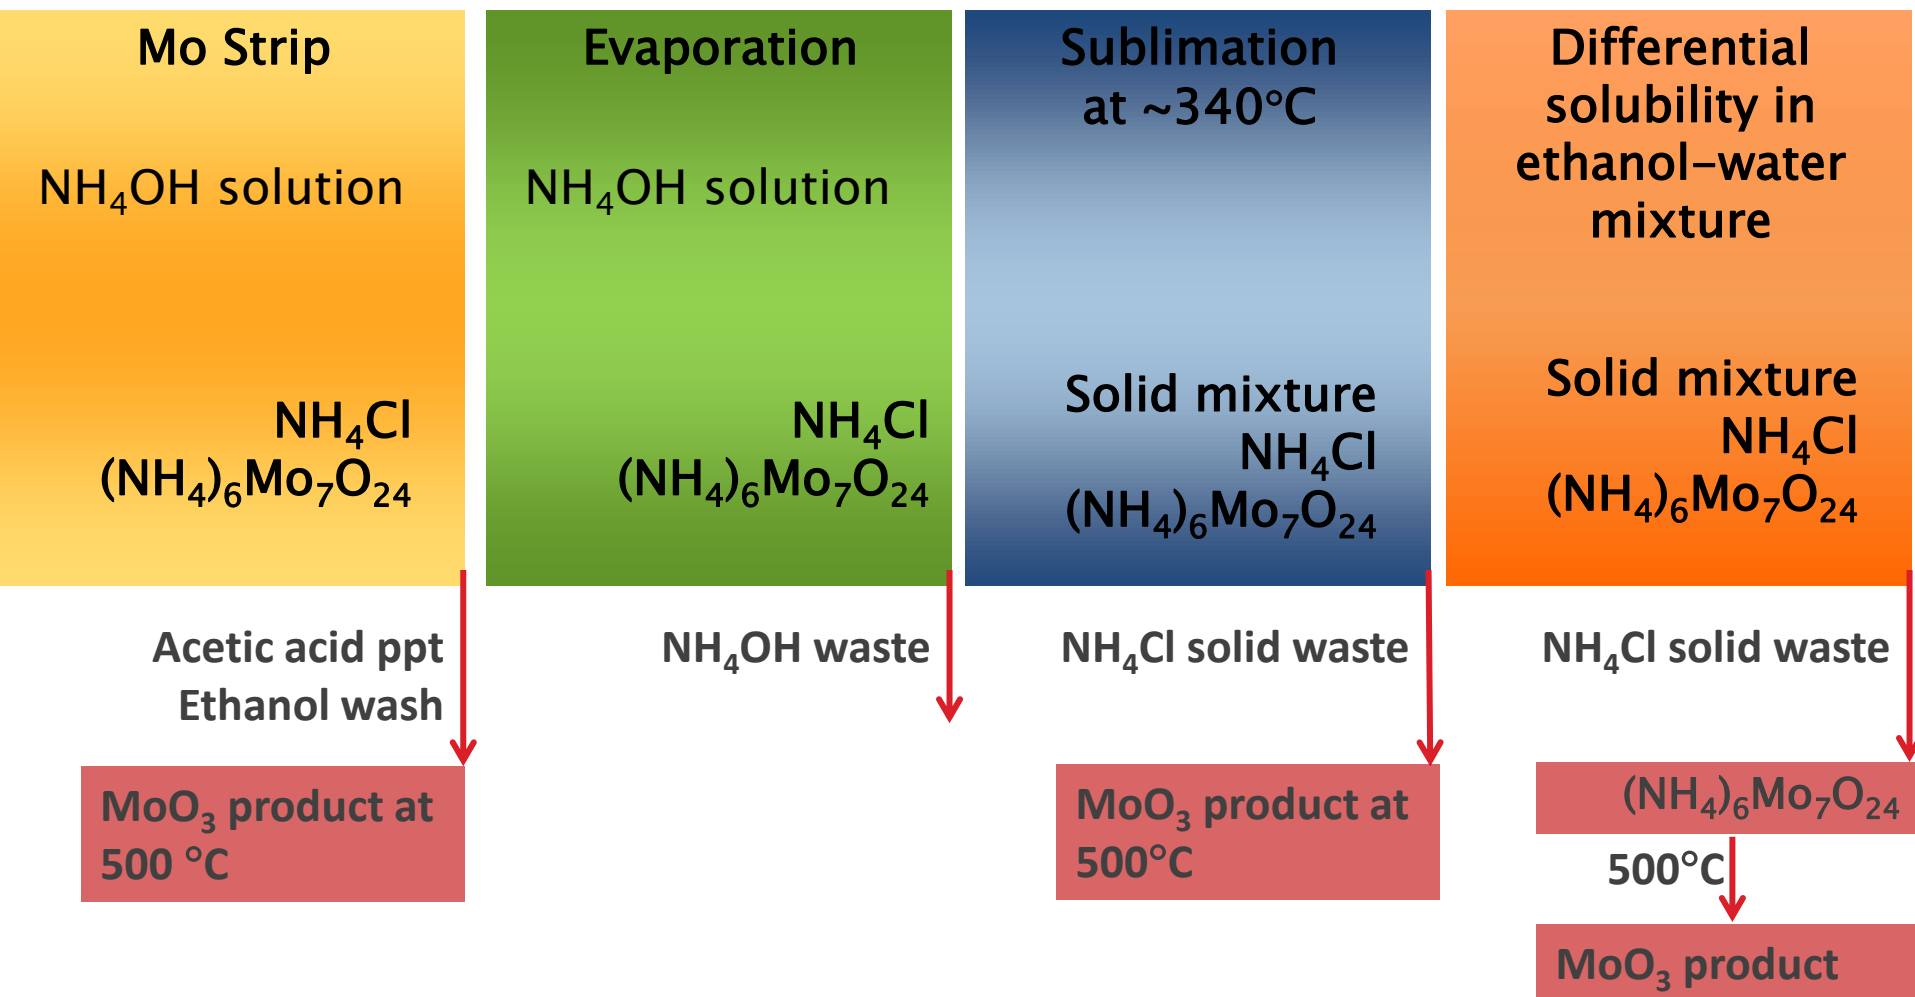 Mo Strip
NH₄OH solution
NH₄Cl
(NH₄)₆Mo₇O₂₄
Acetic acid ppt
Ethanol wash
MoO₃ product at
500 °C
Evaporation
NH₄OH solution
NH₄Cl
(NH₄)₆Mo₇O₂₄
NH₄OH waste
Sublimation
at ~340°C
Solid mixture
NH₄Cl
(NH₄)₆Mo₇O₂₄
NH₄Cl solid waste
MoO₃ product at
500°C
Differential
solubility in
ethanol-water
mixture
Solid mixture
NH₄Cl
(NH₄)₆Mo₇O₂₄
NH₄Cl solid waste
(NH₄)₆Mo₇O₂₄
500°C
MoO₃ product